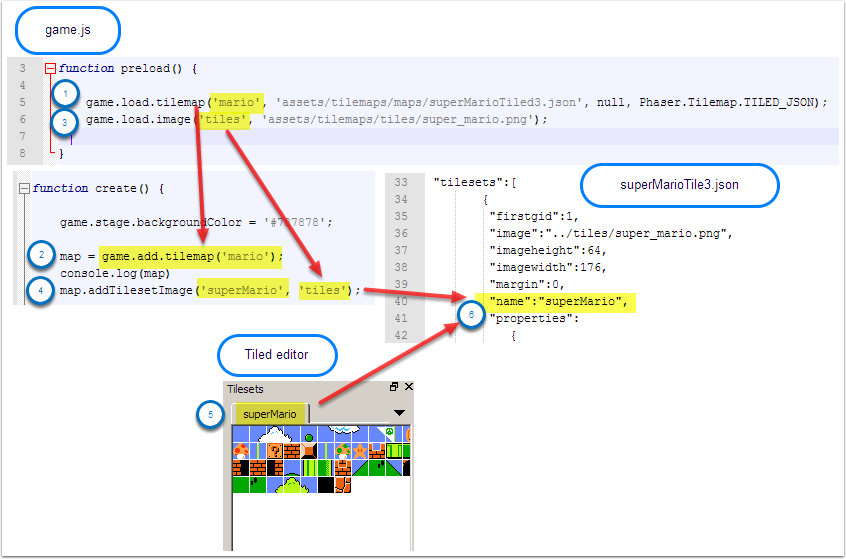 game.js
3 function preload() {
4
1
5 game.load.tilemap('mario', 'assets/tilemaps/maps/superMarioTiled3.json', null, Phaser.Tilemap.TILED_JSON);
3
6 game.load.image('tiles', 'assets/tilemaps/tiles/super_mario.png');
7
8 }
function create() {
game.stage.backgroundColor = '#787878';
2
map = game.add.tilemap('mario');
console.log(map)
4
map.addTilesetImage('superMario', 'tiles');
superMarioTile3.json
33 "tilesets":[
34 {
35 "firstgid":1,
36 "image":"../tiles/super_mario.png",
37 "imageheight":64,
38 "imagewidth":176,
39 "margin":0,
40 "name":"superMario",
6
41 "properties":
42 {
Tiled editor
Tilesets
5
superMario